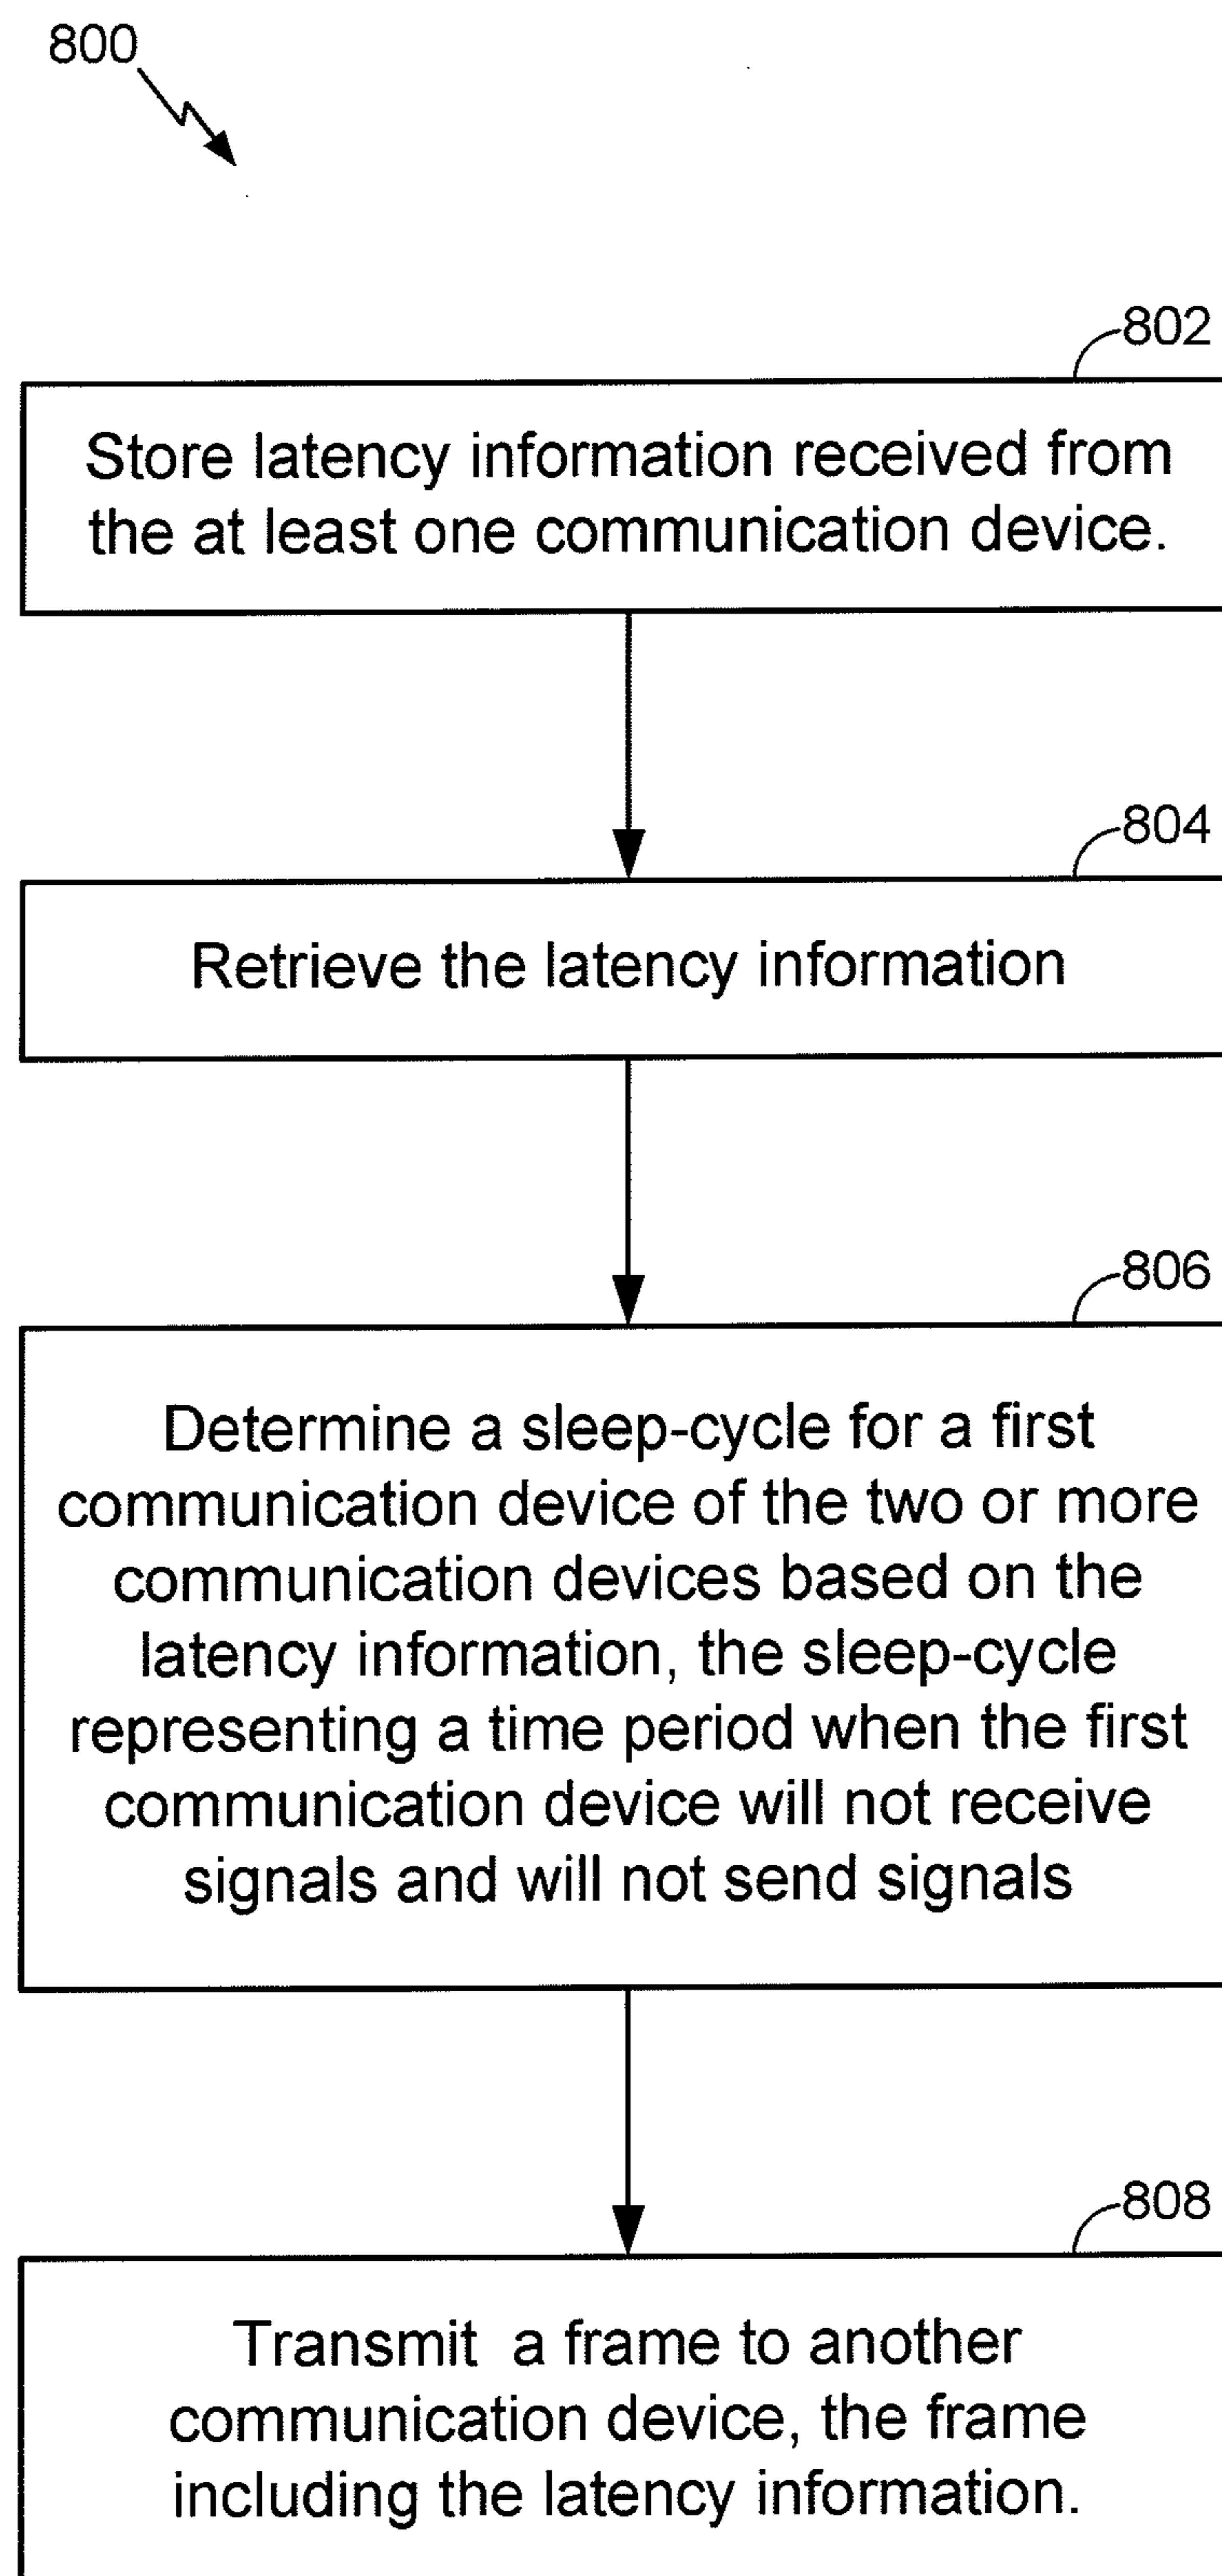 800
802
Store latency information received from
the at least one communication device.
804
Retrieve the latency information
806
Determine a sleep-cycle for a first
communication device of the two or more
communication devices based on the
latency information, the sleep-cycle
representing a time period when the first
communication device will not receive
signals and will not send signals
808
Transmit a frame to another
communication device, the frame
including the latency information.